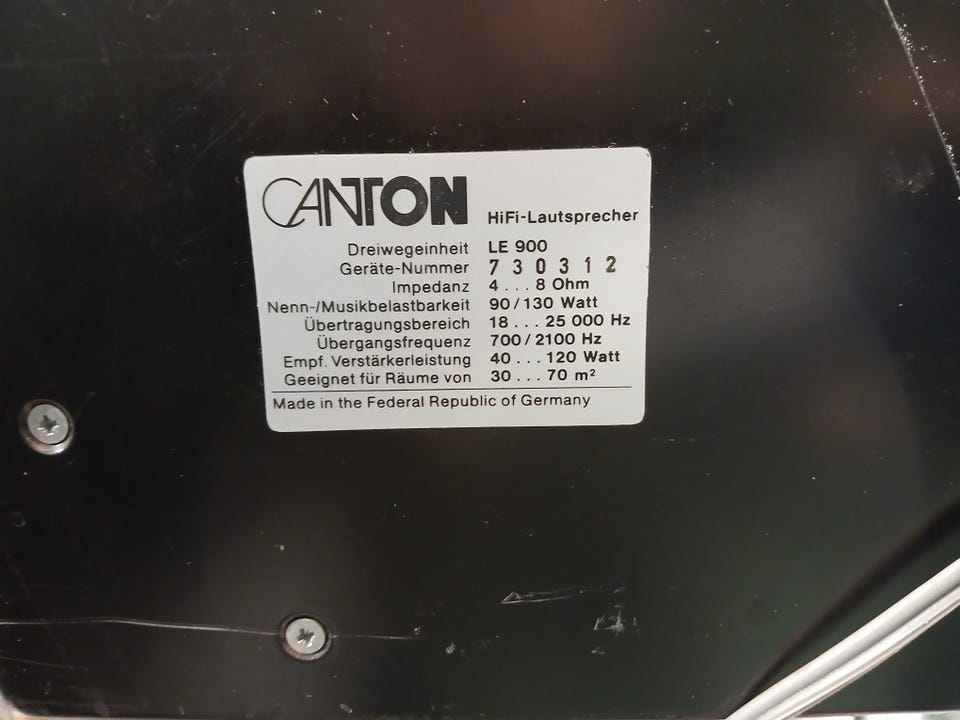 CANTON HiFi-Lautsprecher
Dreiwegeinheit LE 900
Geräte-Nummer 730312
Impedanz 4...8 Ohm
Nenn-/Musikbelastbarkeit 90/130 Watt
Übertragungsbereich 18...25 000 Hz
Übergangsfrequenz 700/2100 Hz
Empf. Verstärkerleistung 40...120 Watt
Geeignet für Räume von 30...70 m²
Made in the Federal Republic of Germany